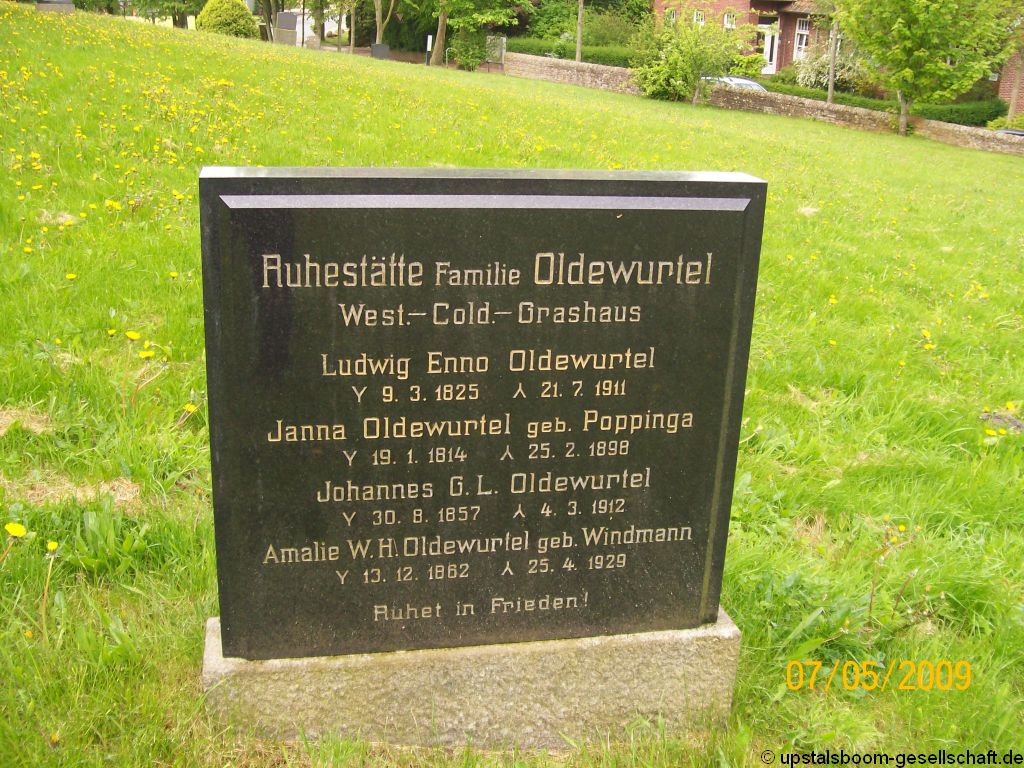 Ruhestätte Familie Oldewurtel
West.-Cold.-Grashaus
Ludwig Enno Oldewurtel
Y 9. 3. 1825 ⅄ 21. 7. 1911
Janna Oldewurtel geb. Poppinga
Y 19. 1. 1814 ⅄ 25. 2. 1898
Johannes G. L. Oldewurtel
Y 30. 8. 1857 ⅄ 4. 3. 1912
Amalie W. H. Oldewurtel geb. Windmann
Y 13. 12. 1862 ⅄ 25. 4. 1929
Ruhet in Frieden!
07/05/2009
© upstalsboom-gesellschaft.de